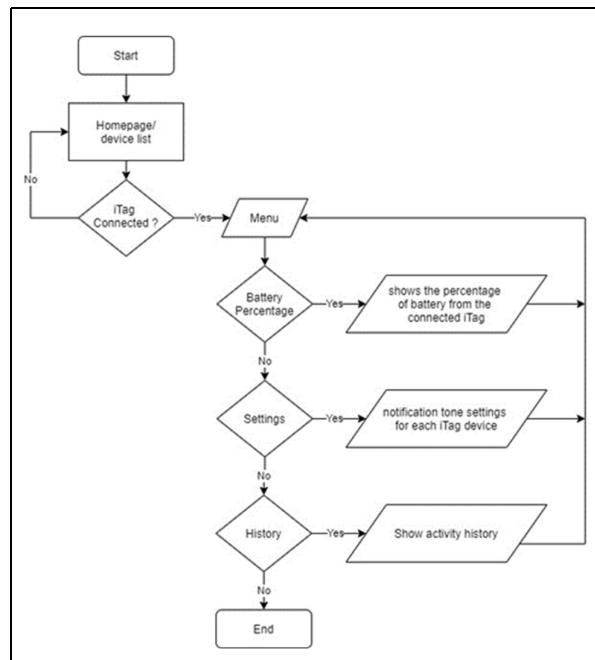 Start
Homepage/
device list
No
iTag
Connected ?
Yes
Menu
Battery
Percentage
Yes
shows the percentage
of battery from the
connected iTag
No
Settings
Yes
notification tone settings
for each iTag device
No
History
Yes
Show activity history
No
End